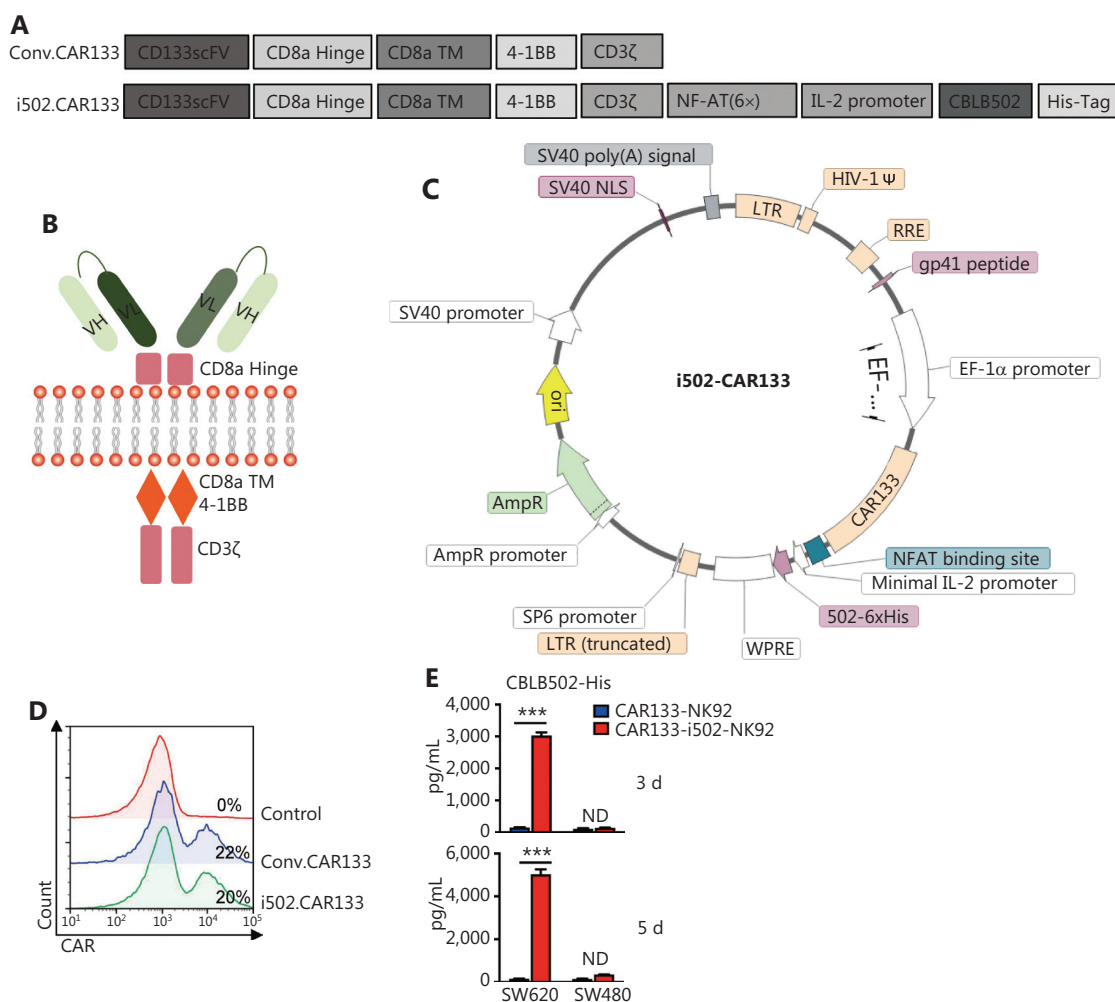 A
Conv.CAR133 CD133scFV CD8a Hinge CD8a TM 4-1BB CD3ζ
i502.CAR133 CD133scFV CD8a Hinge CD8a TM 4-1BB CD3ζ NF-AT(6×) IL-2 promoter CBLB502 His-Tag
B
VH VL VL VH
CD8a Hinge
CD8a TM
4-1BB
CD3ζ
C
SV40 poly(A) signal
SV40 NLS
LTR
HIV-1 Ψ
RRE
gp41 peptide
SV40 promoter
i502-CAR133
EF-...
EF-1α promoter
ori
CAR133
AmpR
AmpR promoter
NFAT binding site
Minimal IL-2 promoter
SP6 promoter
502-6xHis
LTR (truncated)
WPRE
D
0% Control
22% Conv.CAR133
20% i502.CAR133
Count
10¹ 10² 10³ 10⁴ 10⁵
CAR
E
CBLB502-His
CAR133-NK92
CAR133-i502-NK92
4,000
3,000
2,000
1,000
0
pg/mL
***
ND
3 d
6,000
4,000
2,000
0
pg/mL
***
ND
5 d
SW620 SW480